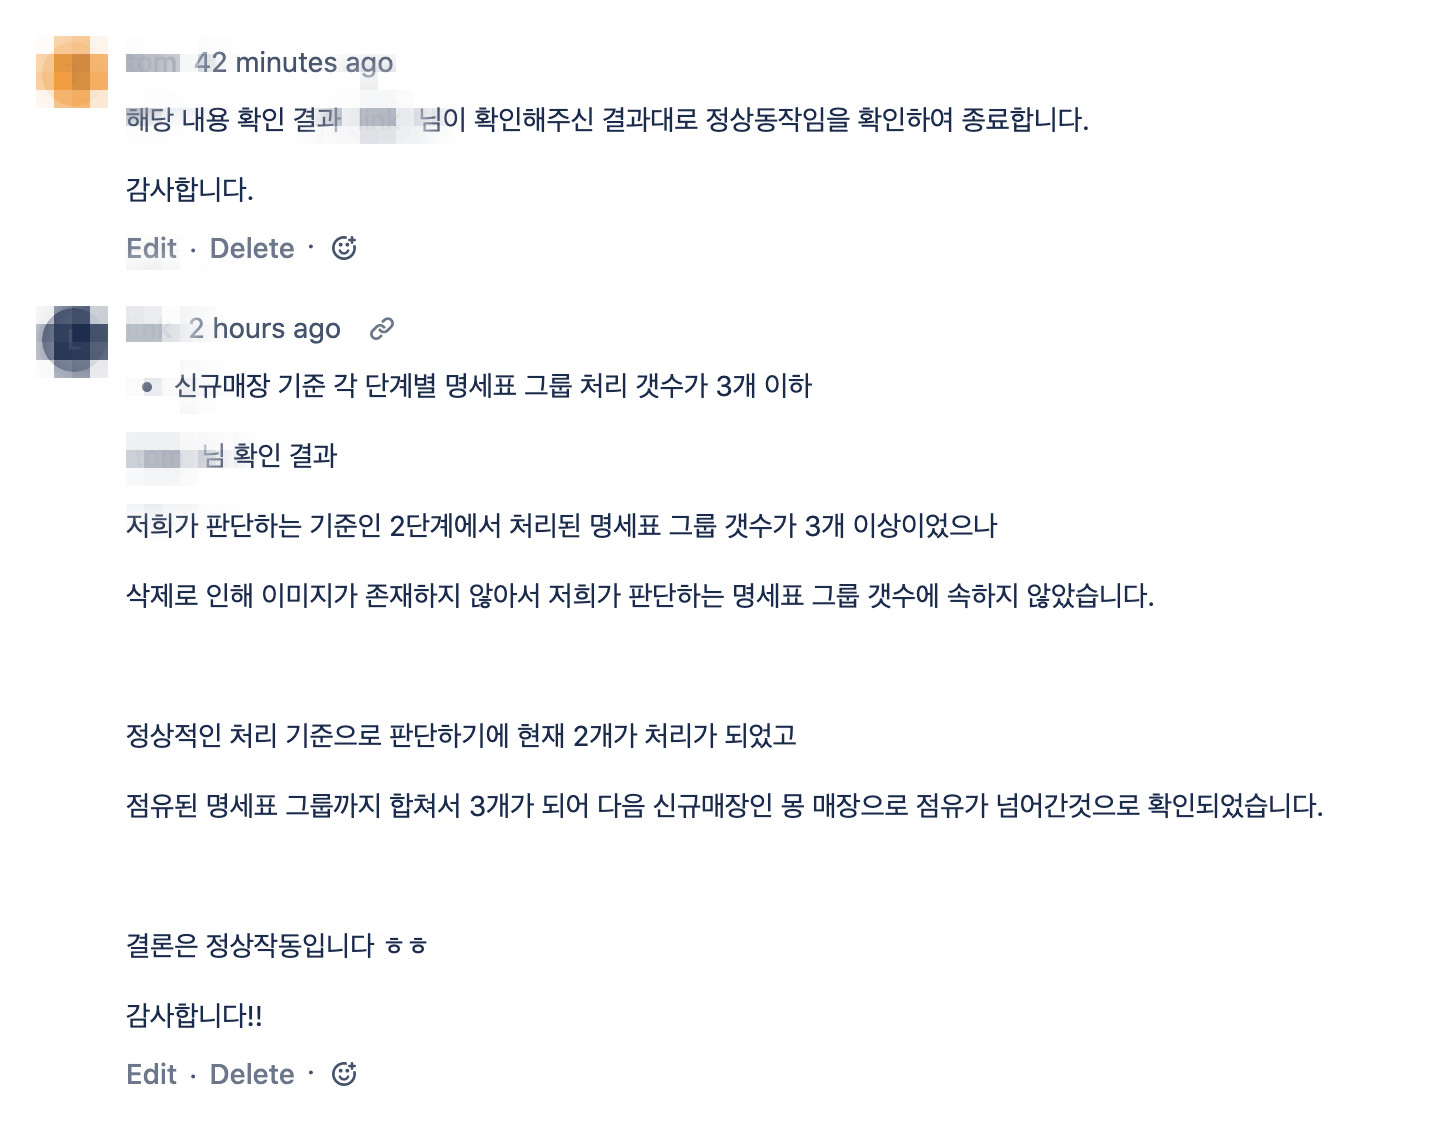 42 minutes ago
해당 내용 확인 결과 님이 확인해주신 결과대로 정상동작임을 확인하여 종료합니다.
감사합니다.
Edit · Delete ·
2 hours ago
• 신규매장 기준 각 단계별 명세표 그룹 처리 갯수가 3개 이하
님 확인 결과
저희가 판단하는 기준인 2단계에서 처리된 명세표 그룹 갯수가 3개 이상이었으나
삭제로 인해 이미지가 존재하지 않아서 저희가 판단하는 명세표 그룹 갯수에 속하지 않았습니다.
정상적인 처리 기준으로 판단하기에 현재 2개가 처리가 되었고
점유된 명세표 그룹까지 합쳐서 3개가 되어 다음 신규매장인 몽 매장으로 점유가 넘어간것으로 확인되었습니다.
결론은 정상작동입니다 ㅎㅎ
감사합니다!!
Edit · Delete ·